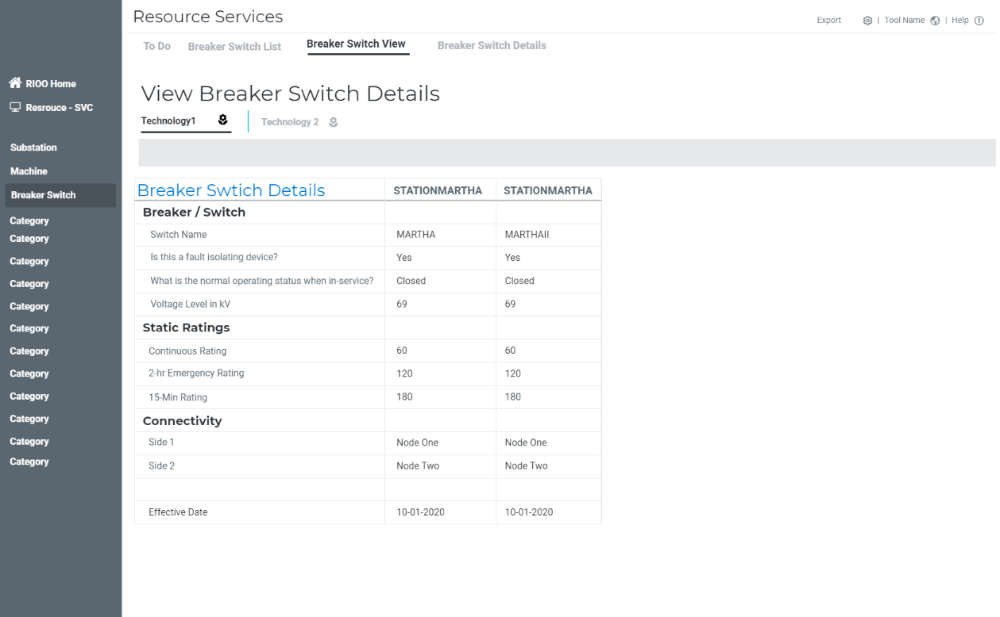 Resource Services
Export | Tool Name | Help
To Do Breaker Switch List Breaker Switch View Breaker Switch Details
RIOO Home
Resrouce - SVC
Substation
Machine
Breaker Switch
Category
Category
Category
Category
Category
Category
Category
Category
Category
Category
Category
Category
View Breaker Switch Details
Technology1 Technology 2
Breaker Swtich Details STATIONMARTHA STATIONMARTHA
Breaker / Switch
Switch Name MARTHA MARTHAII
Is this a fault isolating device? Yes Yes
What is the normal operating status when in-service? Closed Closed
Voltage Level in kV 69 69
Static Ratings
Continuous Rating 60 60
2-hr Emergency Rating 120 120
15-Min Rating 180 180
Connectivity
Side 1 Node One Node One
Side 2 Node Two Node Two
Effective Date 10-01-2020 10-01-2020